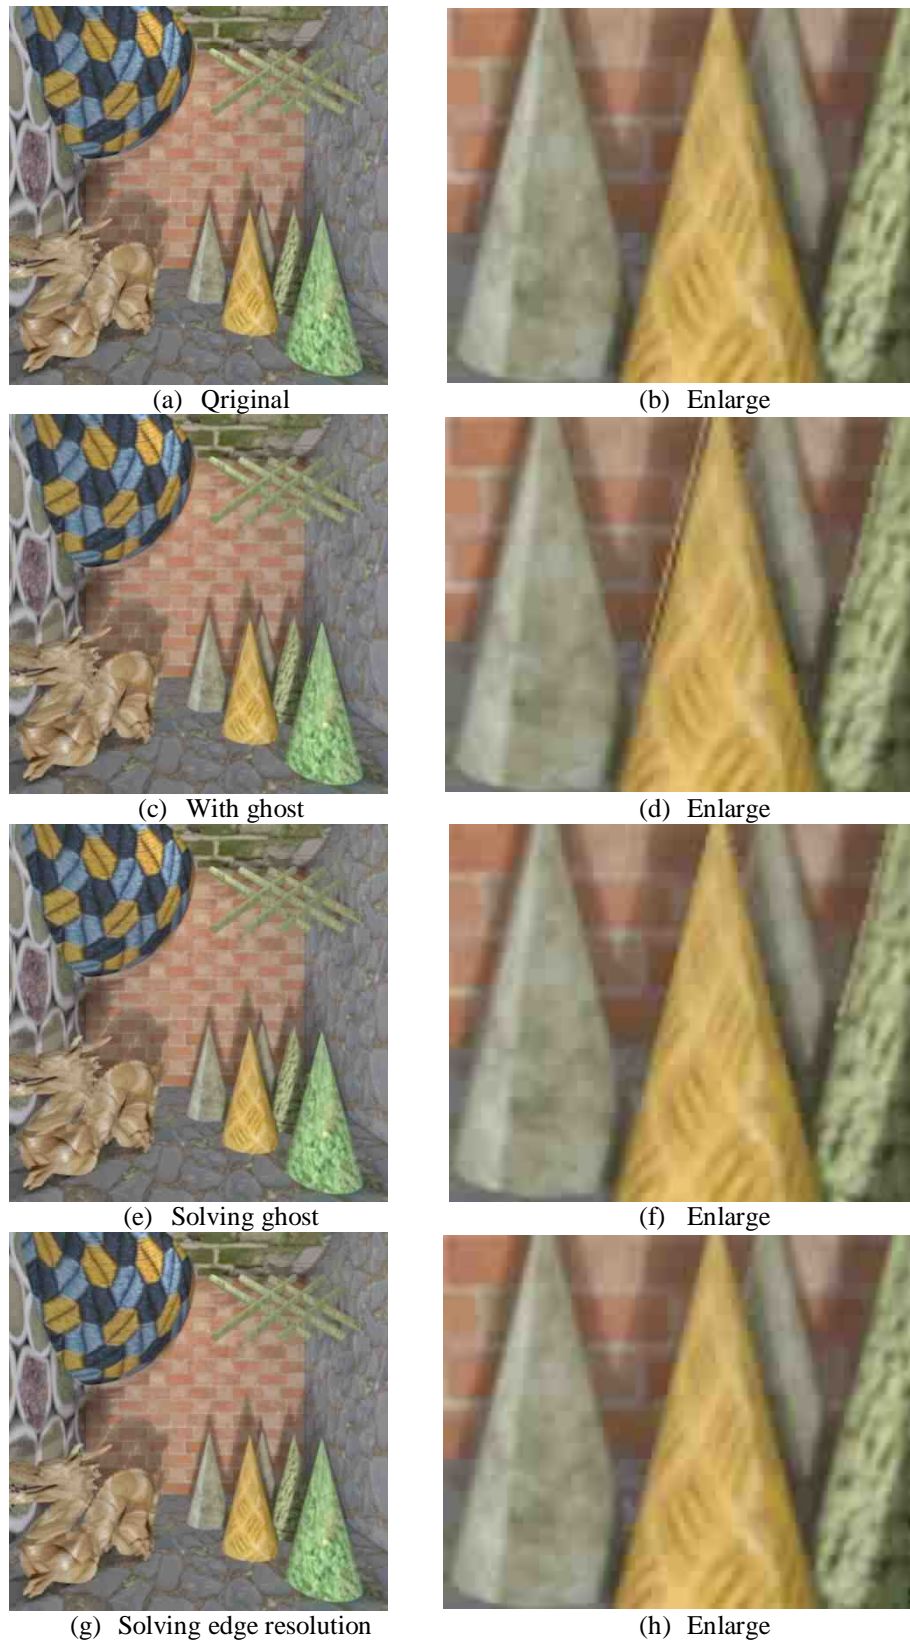 (a) Qriginal
(b) Enlarge
(c) With ghost
(d) Enlarge
(e) Solving ghost
(f) Enlarge
(g) Solving edge resolution
(h) Enlarge